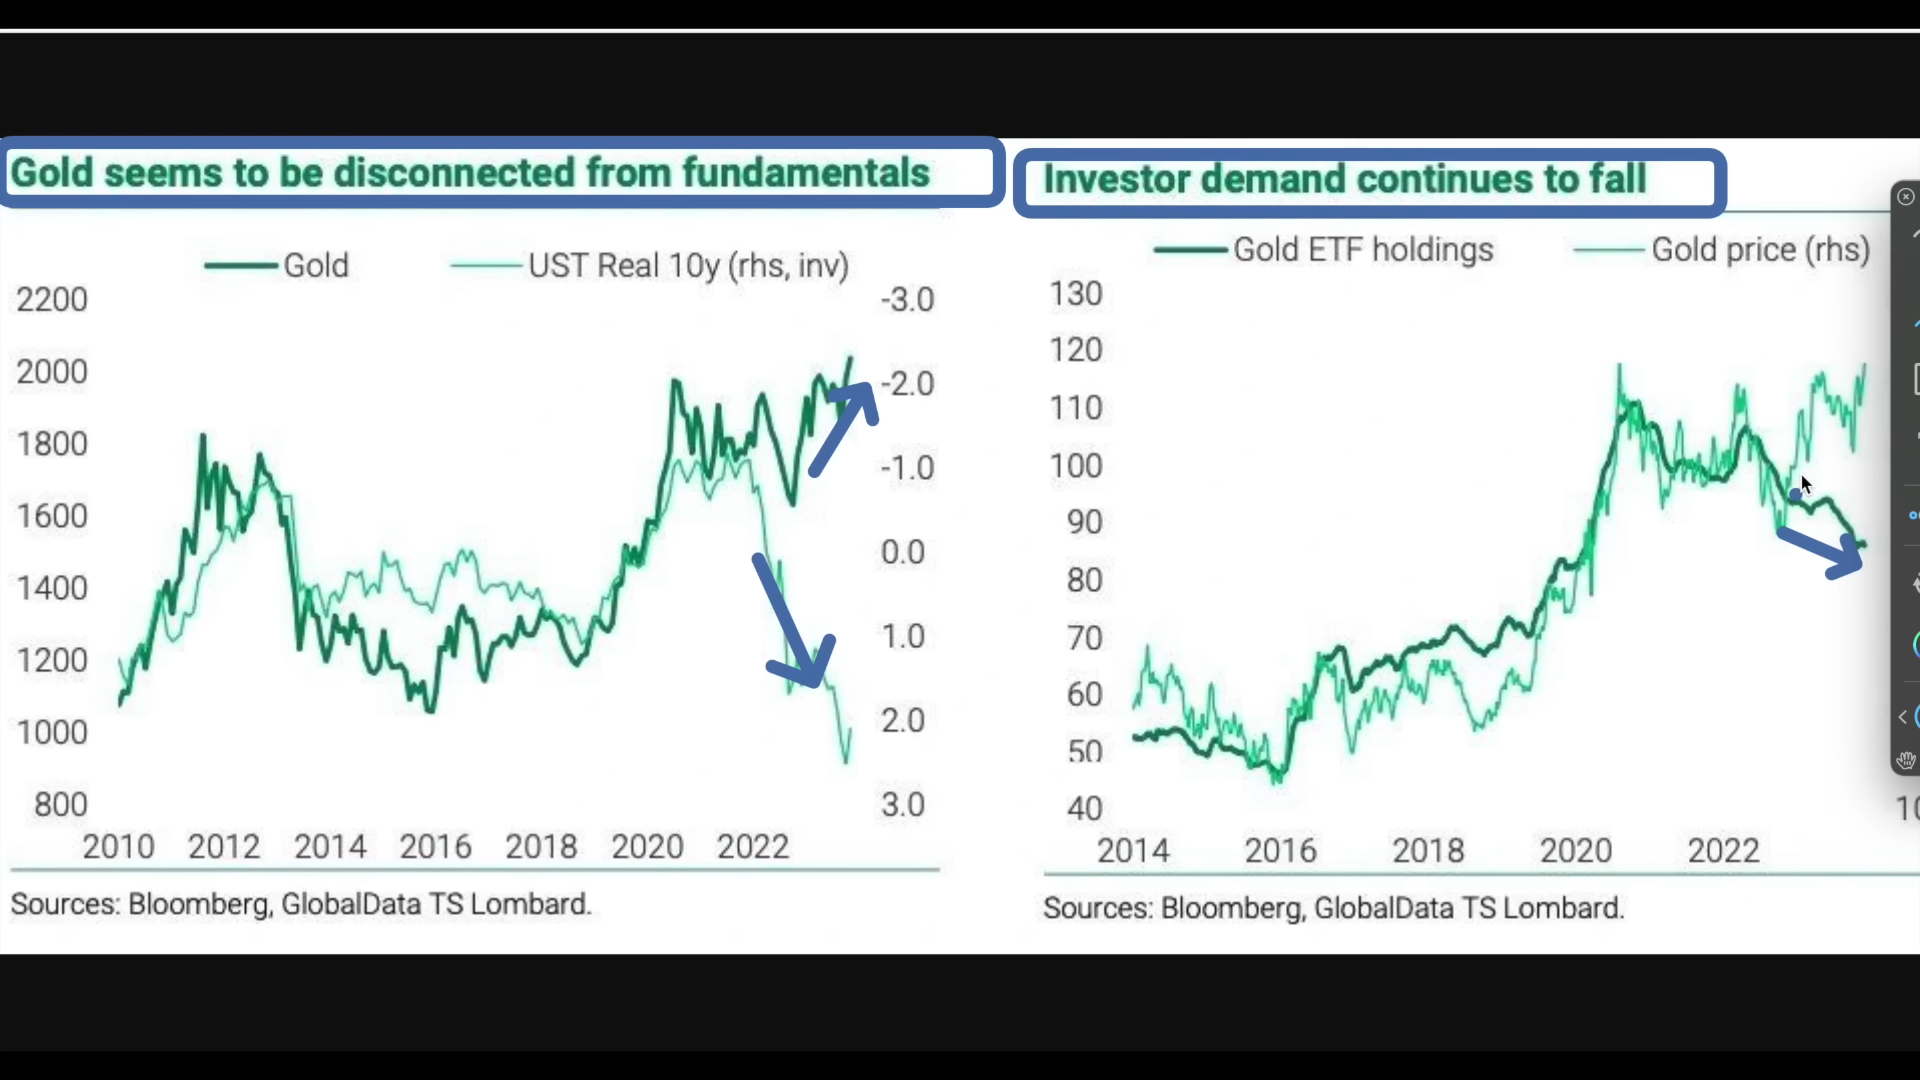 Gold seems to be disconnected from fundamentals
Gold
UST Real 10y (rhs, inv)
2200
2000
1800
1600
1400
1200
1000
800
-3.0
-2.0
-1.0
0.0
1.0
2.0
3.0
2010 2012 2014 2016 2018 2020 2022
Sources: Bloomberg, GlobalData TS Lombard.
Investor demand continues to fall
Gold ETF holdings
Gold price (rhs)
130
120
110
100
90
80
70
60
50
40
2014 2016 2018 2020 2022
Sources: Bloomberg, GlobalData TS Lombard.